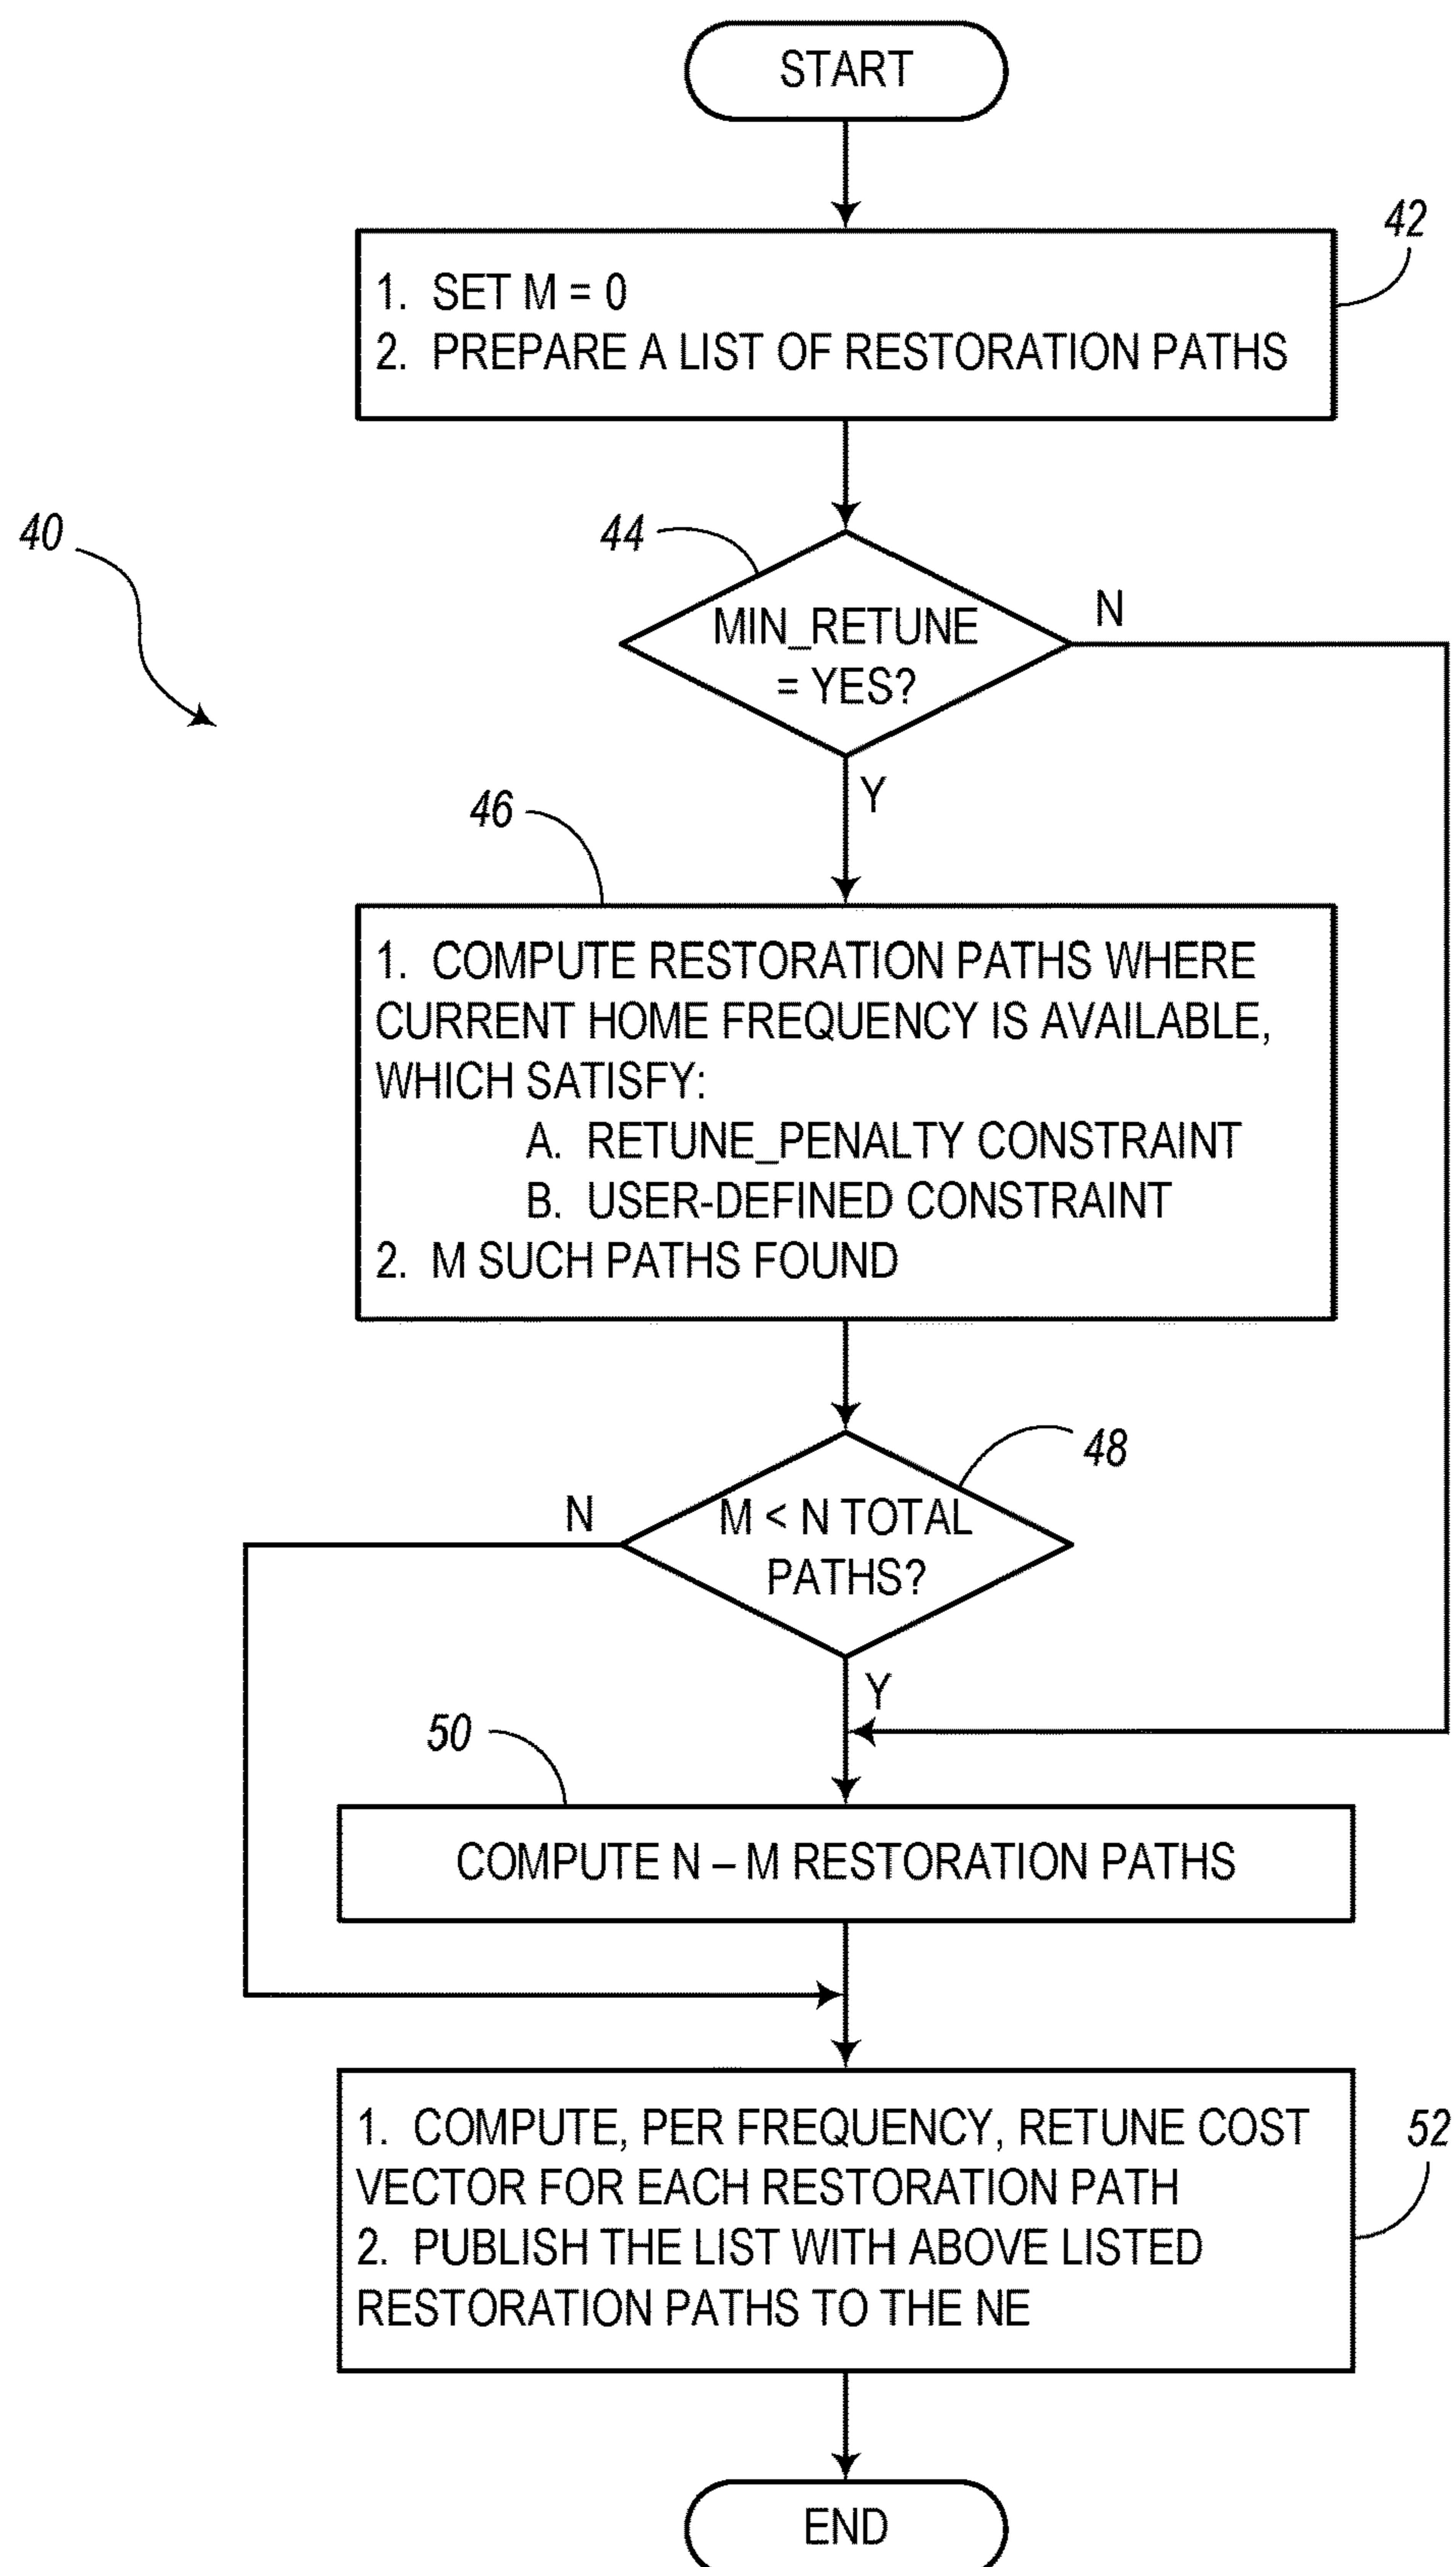 START
42
1. SET M = 0
2. PREPARE A LIST OF RESTORATION PATHS
40
44
MIN_RETUNE
= YES?
N
Y
46
1. COMPUTE RESTORATION PATHS WHERE
CURRENT HOME FREQUENCY IS AVAILABLE,
WHICH SATISFY:
A. RETUNE_PENALTY CONSTRAINT
B. USER-DEFINED CONSTRAINT
2. M SUCH PATHS FOUND
48
N
M < N TOTAL
PATHS?
Y
50
COMPUTE N – M RESTORATION PATHS
1. COMPUTE, PER FREQUENCY, RETUNE COST
VECTOR FOR EACH RESTORATION PATH
2. PUBLISH THE LIST WITH ABOVE LISTED
RESTORATION PATHS TO THE NE
52
END